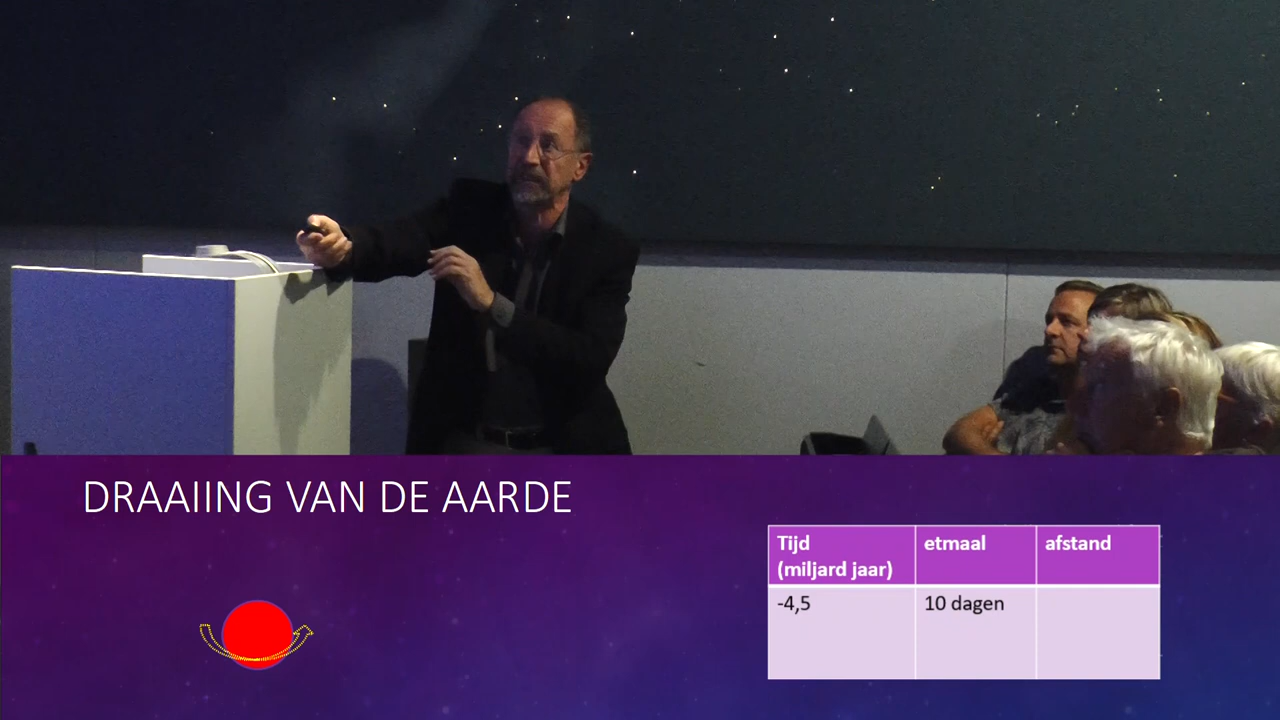 DRAAIING VAN DE AARDE
Tijd
(miljard jaar)
etmaal
afstand
-4,5
10 dagen